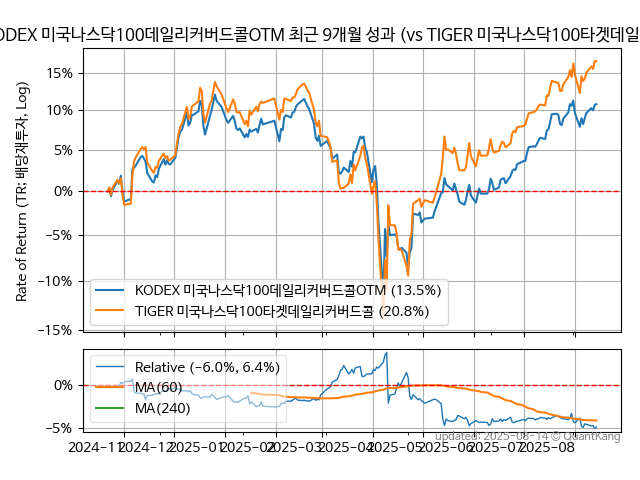 ODEX 미국나스닥100데일리커버드콜OTM 최근 9개월 성과 (vs TIGER 미국나스닥100타겟데일
Rate of Return (TR: 배당재투자, Log)
15%
10%
5%
0%
−5%
−10%
−15%
KODEX 미국나스닥100데일리커버드콜OTM (13.5%)
TIGER 미국나스닥100타겟데일리커버드콜 (20.8%)
0%
−5%
Relative (−6.0%, 6.4%)
MA(60)
MA(240)
2024-11 2024-12 2025-01 2025-02 2025-03 2025-04 2025-05 2025-06 2025-07 2025-08
updated: 2025-08-14 © QuantKang